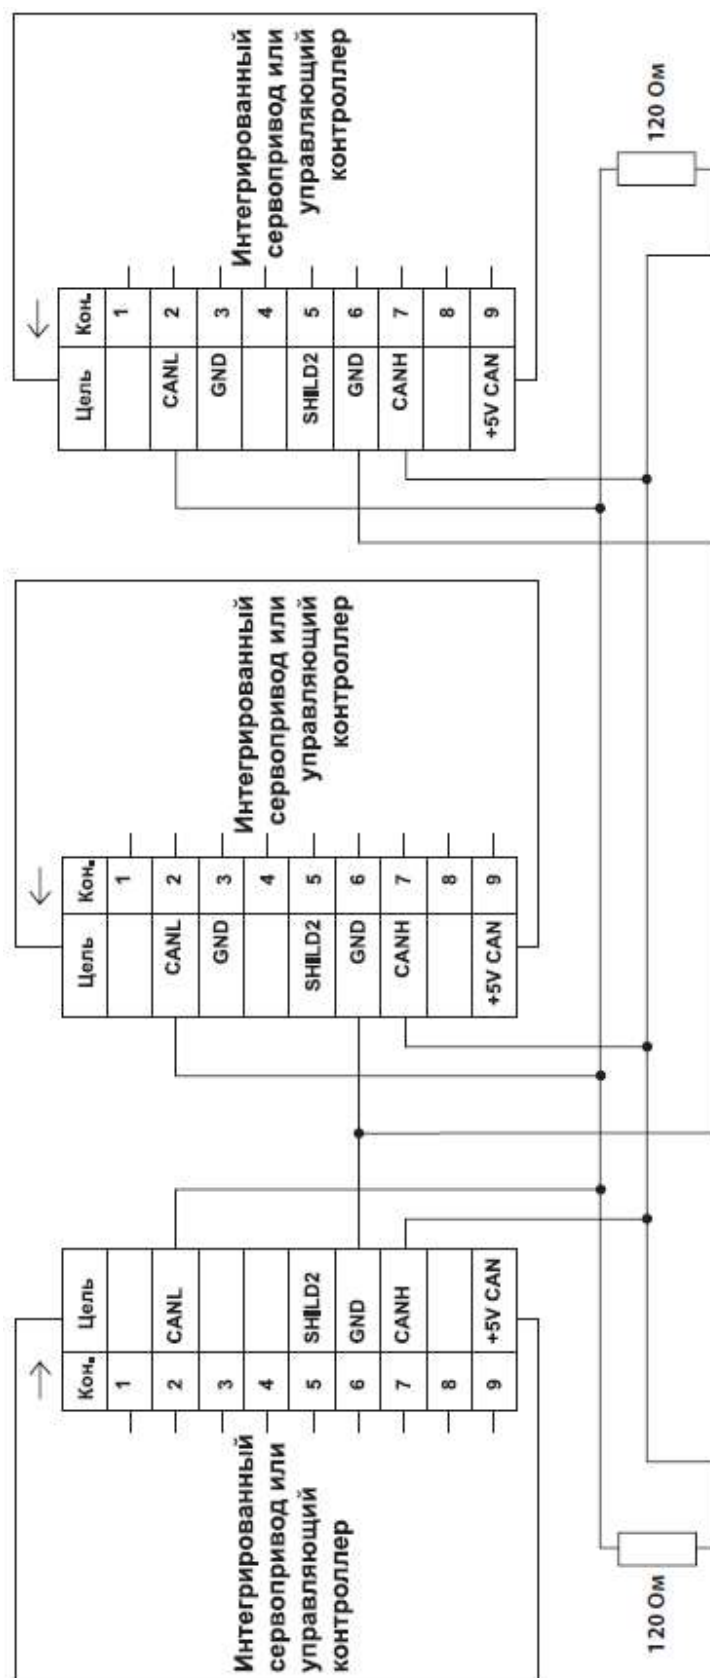 Интегрированный
сервопривод или
управляющий
контроллер
Кон. Цепь
1
2 CANL
3
4
5 SHILD2
6 GND
7 CANH
8
9 +5V CAN
Цепь Кон.
1
CANL 2
GND 3
4
SHILD2 5
GND 6
CANH 7
8
+5V CAN 9
Интегрированный
сервопривод или
управляющий
контроллер
Цепь Кон.
1
CANL 2
GND 3
4
SHILD2 5
GND 6
CANH 7
8
+5V CAN 9
Интегрированный
сервопривод или
управляющий
контроллер
120 Ом
120 Ом